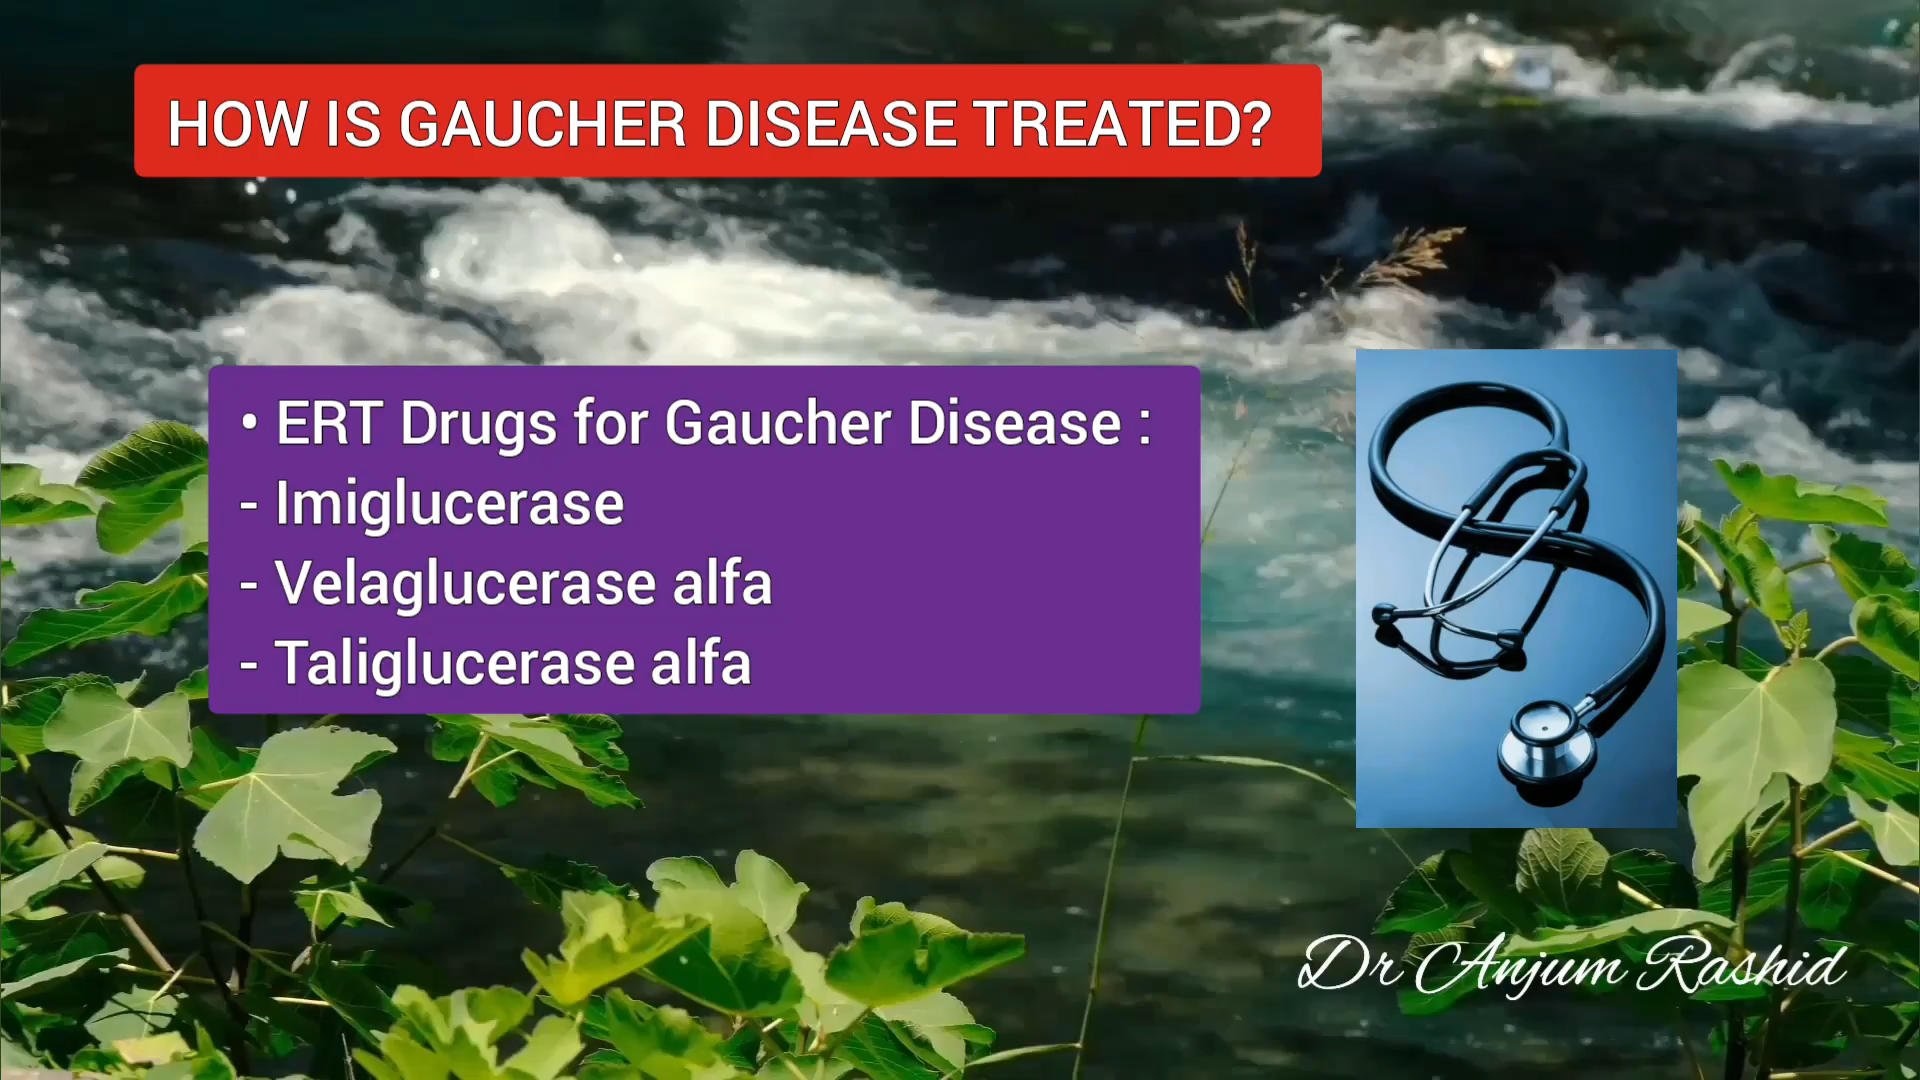 HOW IS GAUCHER DISEASE TREATED?
• ERT Drugs for Gaucher Disease :
- Imiglucerase
- Velaglucerase alfa
- Taliglucerase alfa
Dr Anjum Rashid